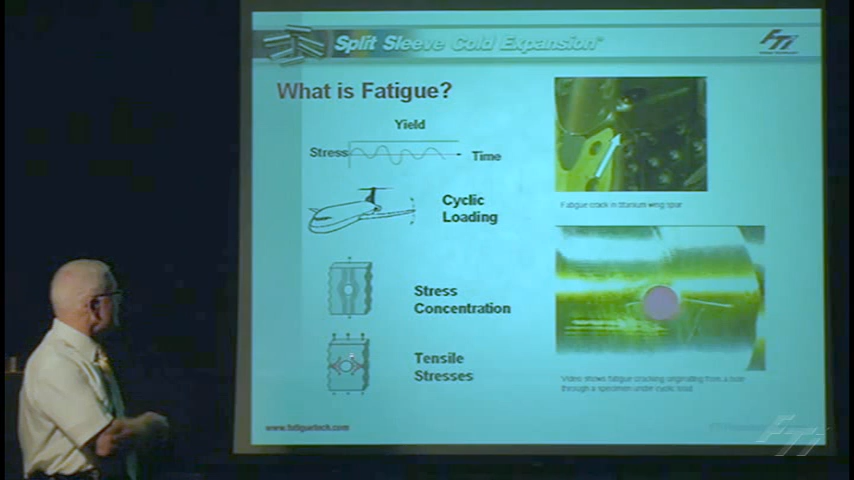 Split Sleeve Cold Expansion
FTI
What is Fatigue?
Yield
Stress
Time
Cyclic
Loading
Stress
Concentration
Tensile
Stresses
Fatigue crack in titanium wing spar
Video shows fatigue cracking originating from a hole
through a specimen under cyclic load
www.fatiguetech.com
FTI